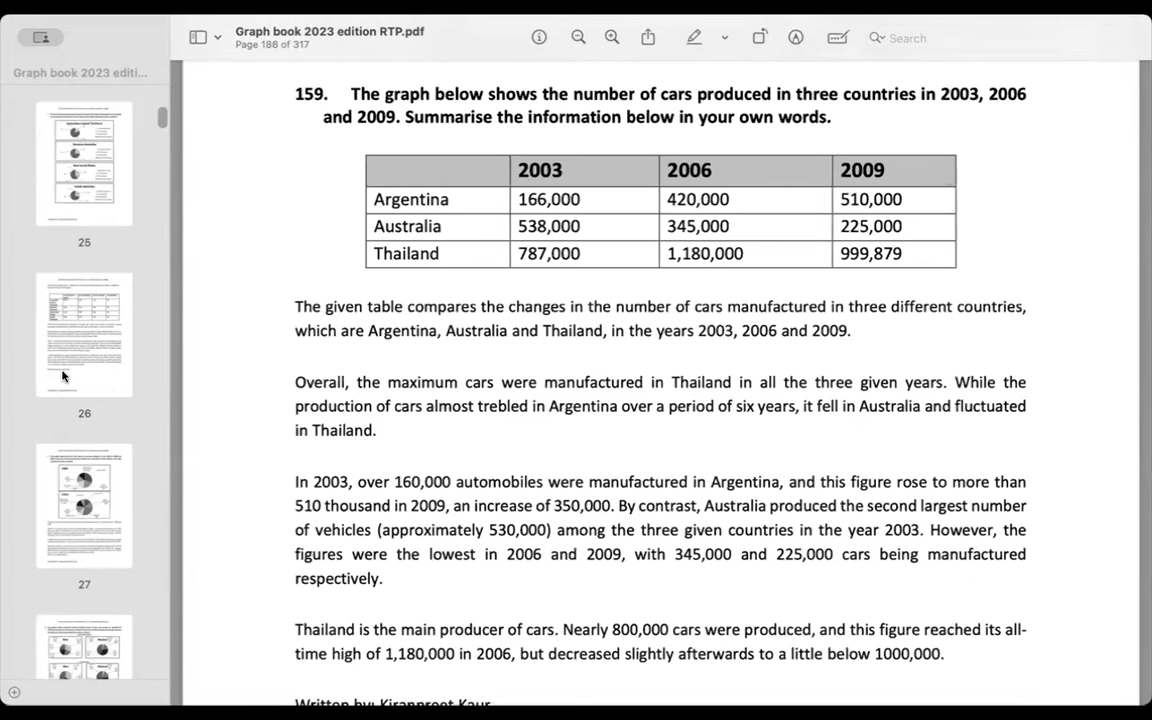 Graph book 2023 edition RTP.pdf
Page 186 of 317
Search
Graph book 2023 editi...
25
26
27
159. The graph below shows the number of cars produced in three countries in 2003, 2006
and 2009. Summarise the information below in your own words.
2003 2006 2009
Argentina 166,000 420,000 510,000
Australia 538,000 345,000 225,000
Thailand 787,000 1,180,000 999,879
The given table compares the changes in the number of cars manufactured in three different countries,
which are Argentina, Australia and Thailand, in the years 2003, 2006 and 2009.
Overall, the maximum cars were manufactured in Thailand in all the three given years. While the
production of cars almost trebled in Argentina over a period of six years, it fell in Australia and fluctuated
in Thailand.
In 2003, over 160,000 automobiles were manufactured in Argentina, and this figure rose to more than
510 thousand in 2009, an increase of 350,000. By contrast, Australia produced the second largest number
of vehicles (approximately 530,000) among the three given countries in the year 2003. However, the
figures were the lowest in 2006 and 2009, with 345,000 and 225,000 cars being manufactured
respectively.
Thailand is the main producer of cars. Nearly 800,000 cars were produced, and this figure reached its all-
time high of 1,180,000 in 2006, but decreased slightly afterwards to a little below 1000,000.
Written by: Kiranpreet Kaur